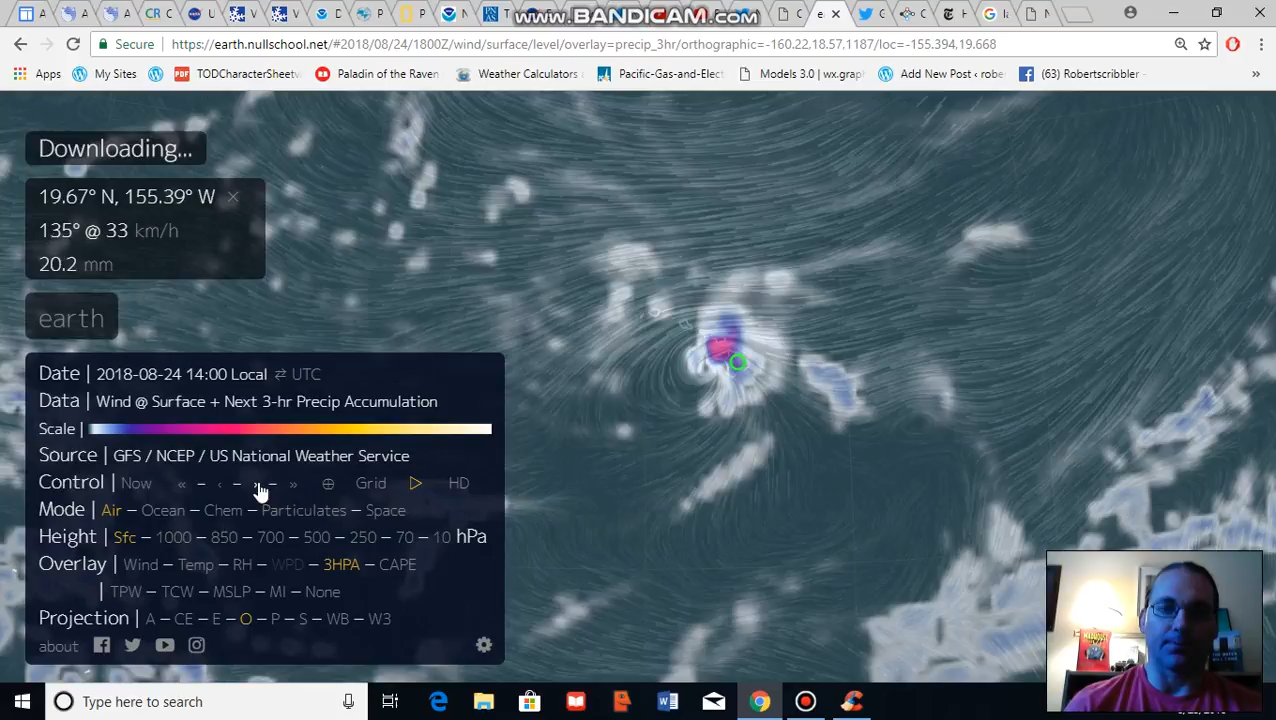 www.BANDICAM.com
Secure | https://earth.nullschool.net/#2018/08/24/1800Z/wind/surface/level/overlay=precip_3hr/orthographic=-160.22,18.57,1187/loc=-155.394,19.668
Apps My Sites TODCharacterSheetv Paladin of the Raven Weather Calculators Pacific-Gas-and-Elec Models 3.0 | wx.grap Add New Post ‹ robe (63) Robertscribbler
Downloading...
19.67° N, 155.39° W ×
135° @ 33 km/h
20.2 mm
earth
Date | 2018-08-24 14:00 Local ⇄ UTC
Data | Wind @ Surface + Next 3-hr Precip Accumulation
Scale |
Source | GFS / NCEP / US National Weather Service
Control | Now « – ‹ – › – » ⊕ Grid ▷ HD
Mode | Air – Ocean – Chem – Particulates – Space
Height | Sfc – 1000 – 850 – 700 – 500 – 250 – 70 – 10 hPa
Overlay | Wind – Temp – RH – WPD – 3HPA – CAPE
| TPW – TCW – MSLP – MI – None
Projection | A – CE – E – O – P – S – WB – W3
about
Type here to search